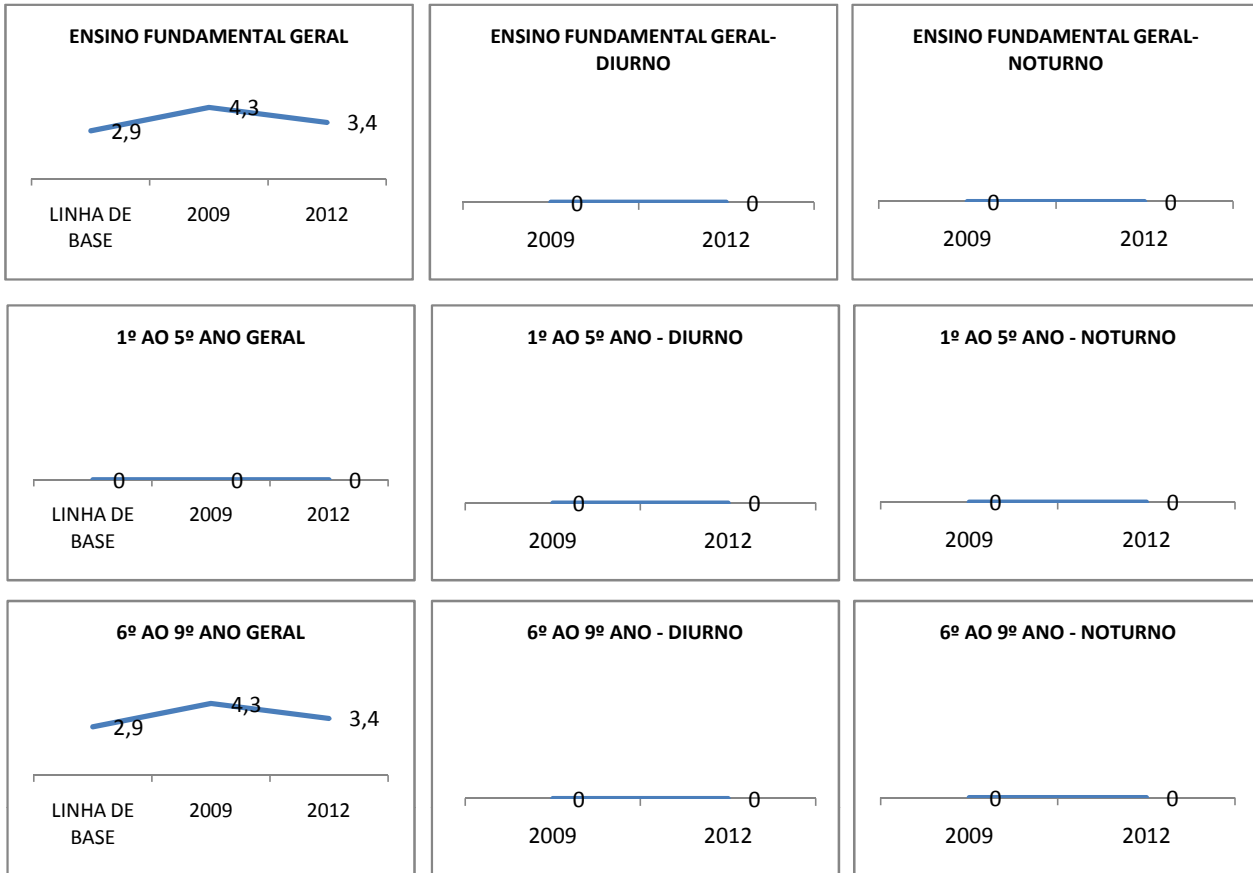 ENSINO FUNDAMENTAL GERAL
2,9
4,3
3,4
LINHA DE
BASE
2009
2012
ENSINO FUNDAMENTAL GERAL-
DIURNO
0
0
2009
2012
ENSINO FUNDAMENTAL GERAL-
NOTURNO
0
0
2009
2012
1º AO 5º ANO GERAL
0
0
0
LINHA DE
BASE
2009
2012
1º AO 5º ANO - DIURNO
0
0
2009
2012
1º AO 5º ANO - NOTURNO
0
0
2009
2012
6º AO 9º ANO GERAL
2,9
4,3
3,4
LINHA DE
BASE
2009
2012
6º AO 9º ANO - DIURNO
0
0
2009
2012
6º AO 9º ANO - NOTURNO
0
0
2009
2012